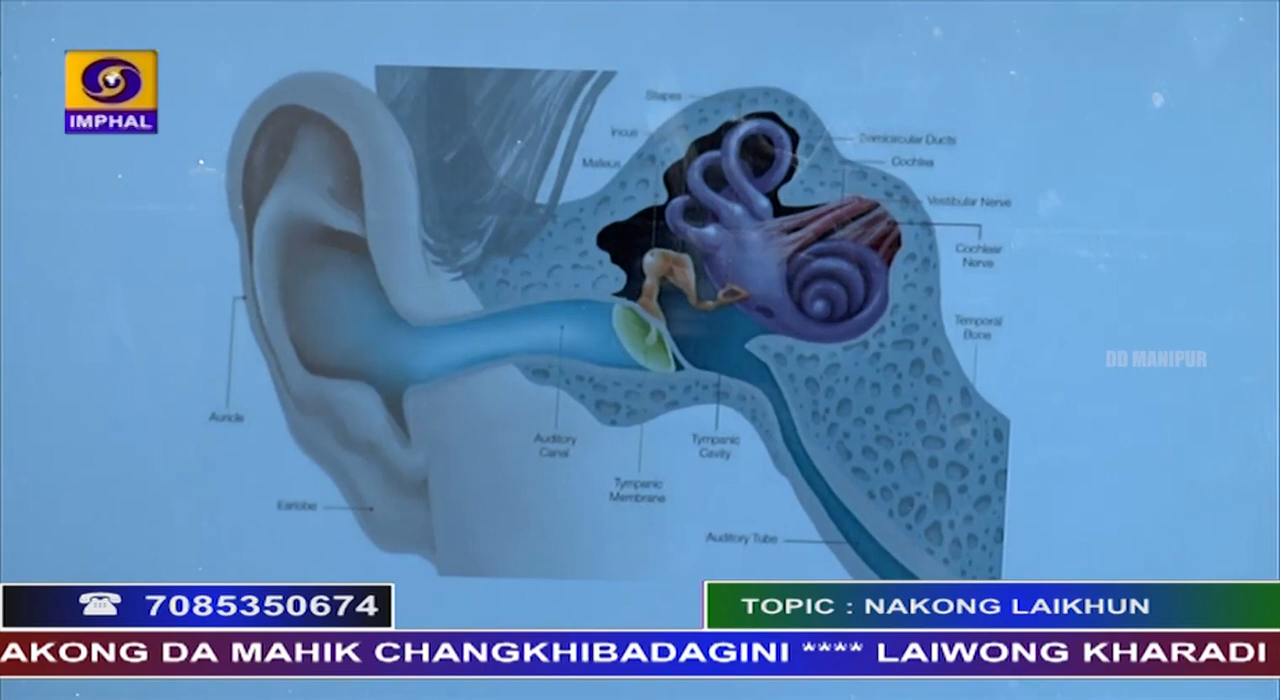 IMPHAL
Stapes
Incus
Malleus
Semicircular Ducts
Cochlea
Vestibular Nerve
Cochlear
Nerve
Temporal
Bone
DD MANIPUR
Auricle
Auditory
Canal
Tympanic
Cavity
Tympanic
Membrane
Earlobe
Auditory Tube
7085350674
TOPIC : NAKONG LAIKHUN
AKONG DA MAHIK CHANGKHIBADAGINI **** LAIWONG KHARADI